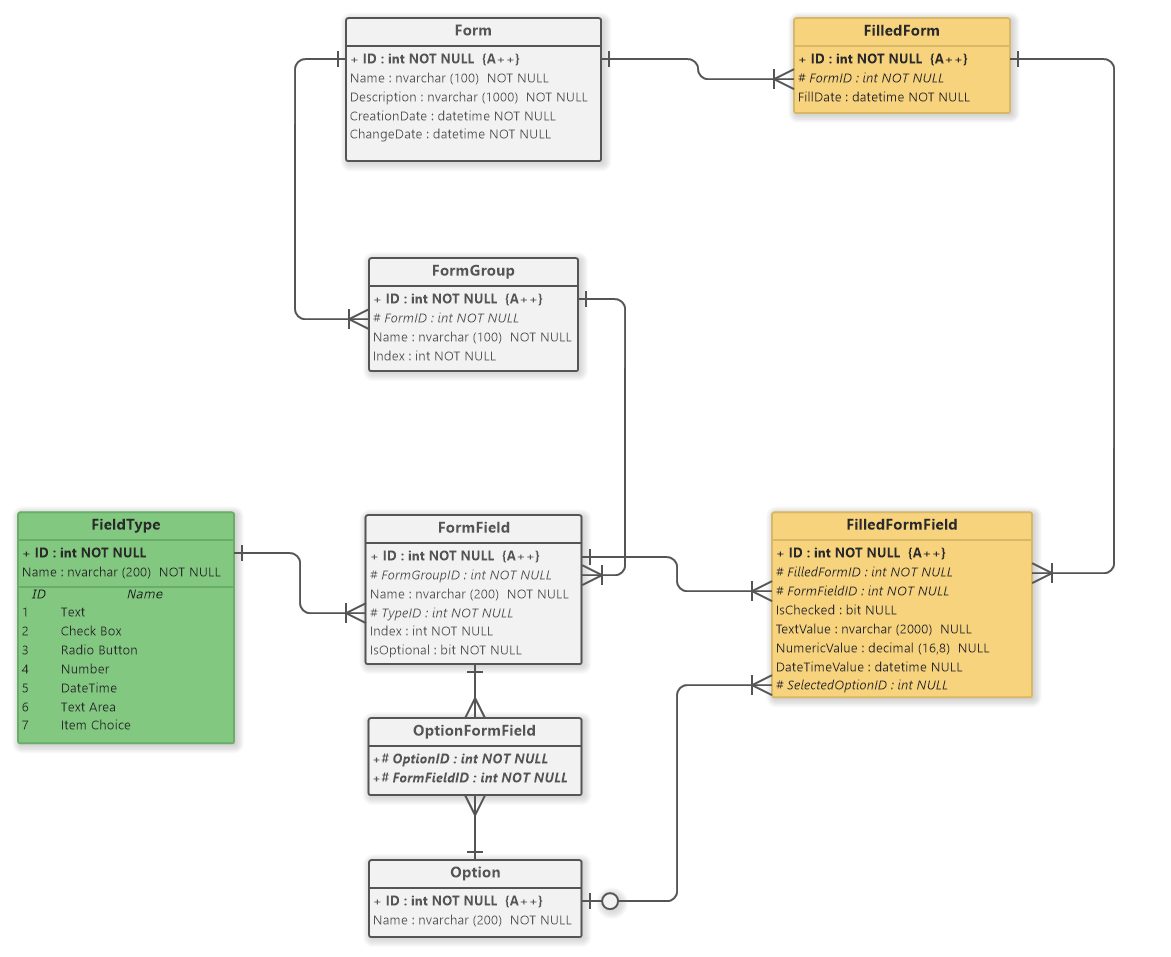 Form
+ ID : int NOT NULL  {A++}
Name : nvarchar (100)  NOT NULL
Description : nvarchar (1000)  NOT NULL
CreationDate : datetime NOT NULL
ChangeDate : datetime NOT NULL
FilledForm
+ ID : int NOT NULL  {A++}
# FormID : int NOT NULL
FillDate : datetime NOT NULL
FormGroup
+ ID : int NOT NULL  {A++}
# FormID : int NOT NULL
Name : nvarchar (100)  NOT NULL
Index : int NOT NULL
FieldType
+ ID : int NOT NULL
Name : nvarchar (200)  NOT NULL
ID Name
1 Text
2 Check Box
3 Radio Button
4 Number
5 DateTime
6 Text Area
7 Item Choice
FormField
+ ID : int NOT NULL  {A++}
# FormGroupID : int NOT NULL
Name : nvarchar (200)  NOT NULL
# TypeID : int NOT NULL
Index : int NOT NULL
IsOptional : bit NOT NULL
FilledFormField
+ ID : int NOT NULL  {A++}
# FilledFormID : int NOT NULL
# FormFieldID : int NOT NULL
IsChecked : bit NULL
TextValue : nvarchar (2000)  NULL
NumericValue : decimal (16,8)  NULL
DateTimeValue : datetime NULL
# SelectedOptionID : int NULL
OptionFormField
+# OptionID : int NOT NULL
+# FormFieldID : int NOT NULL
Option
+ ID : int NOT NULL  {A++}
Name : nvarchar (200)  NOT NULL